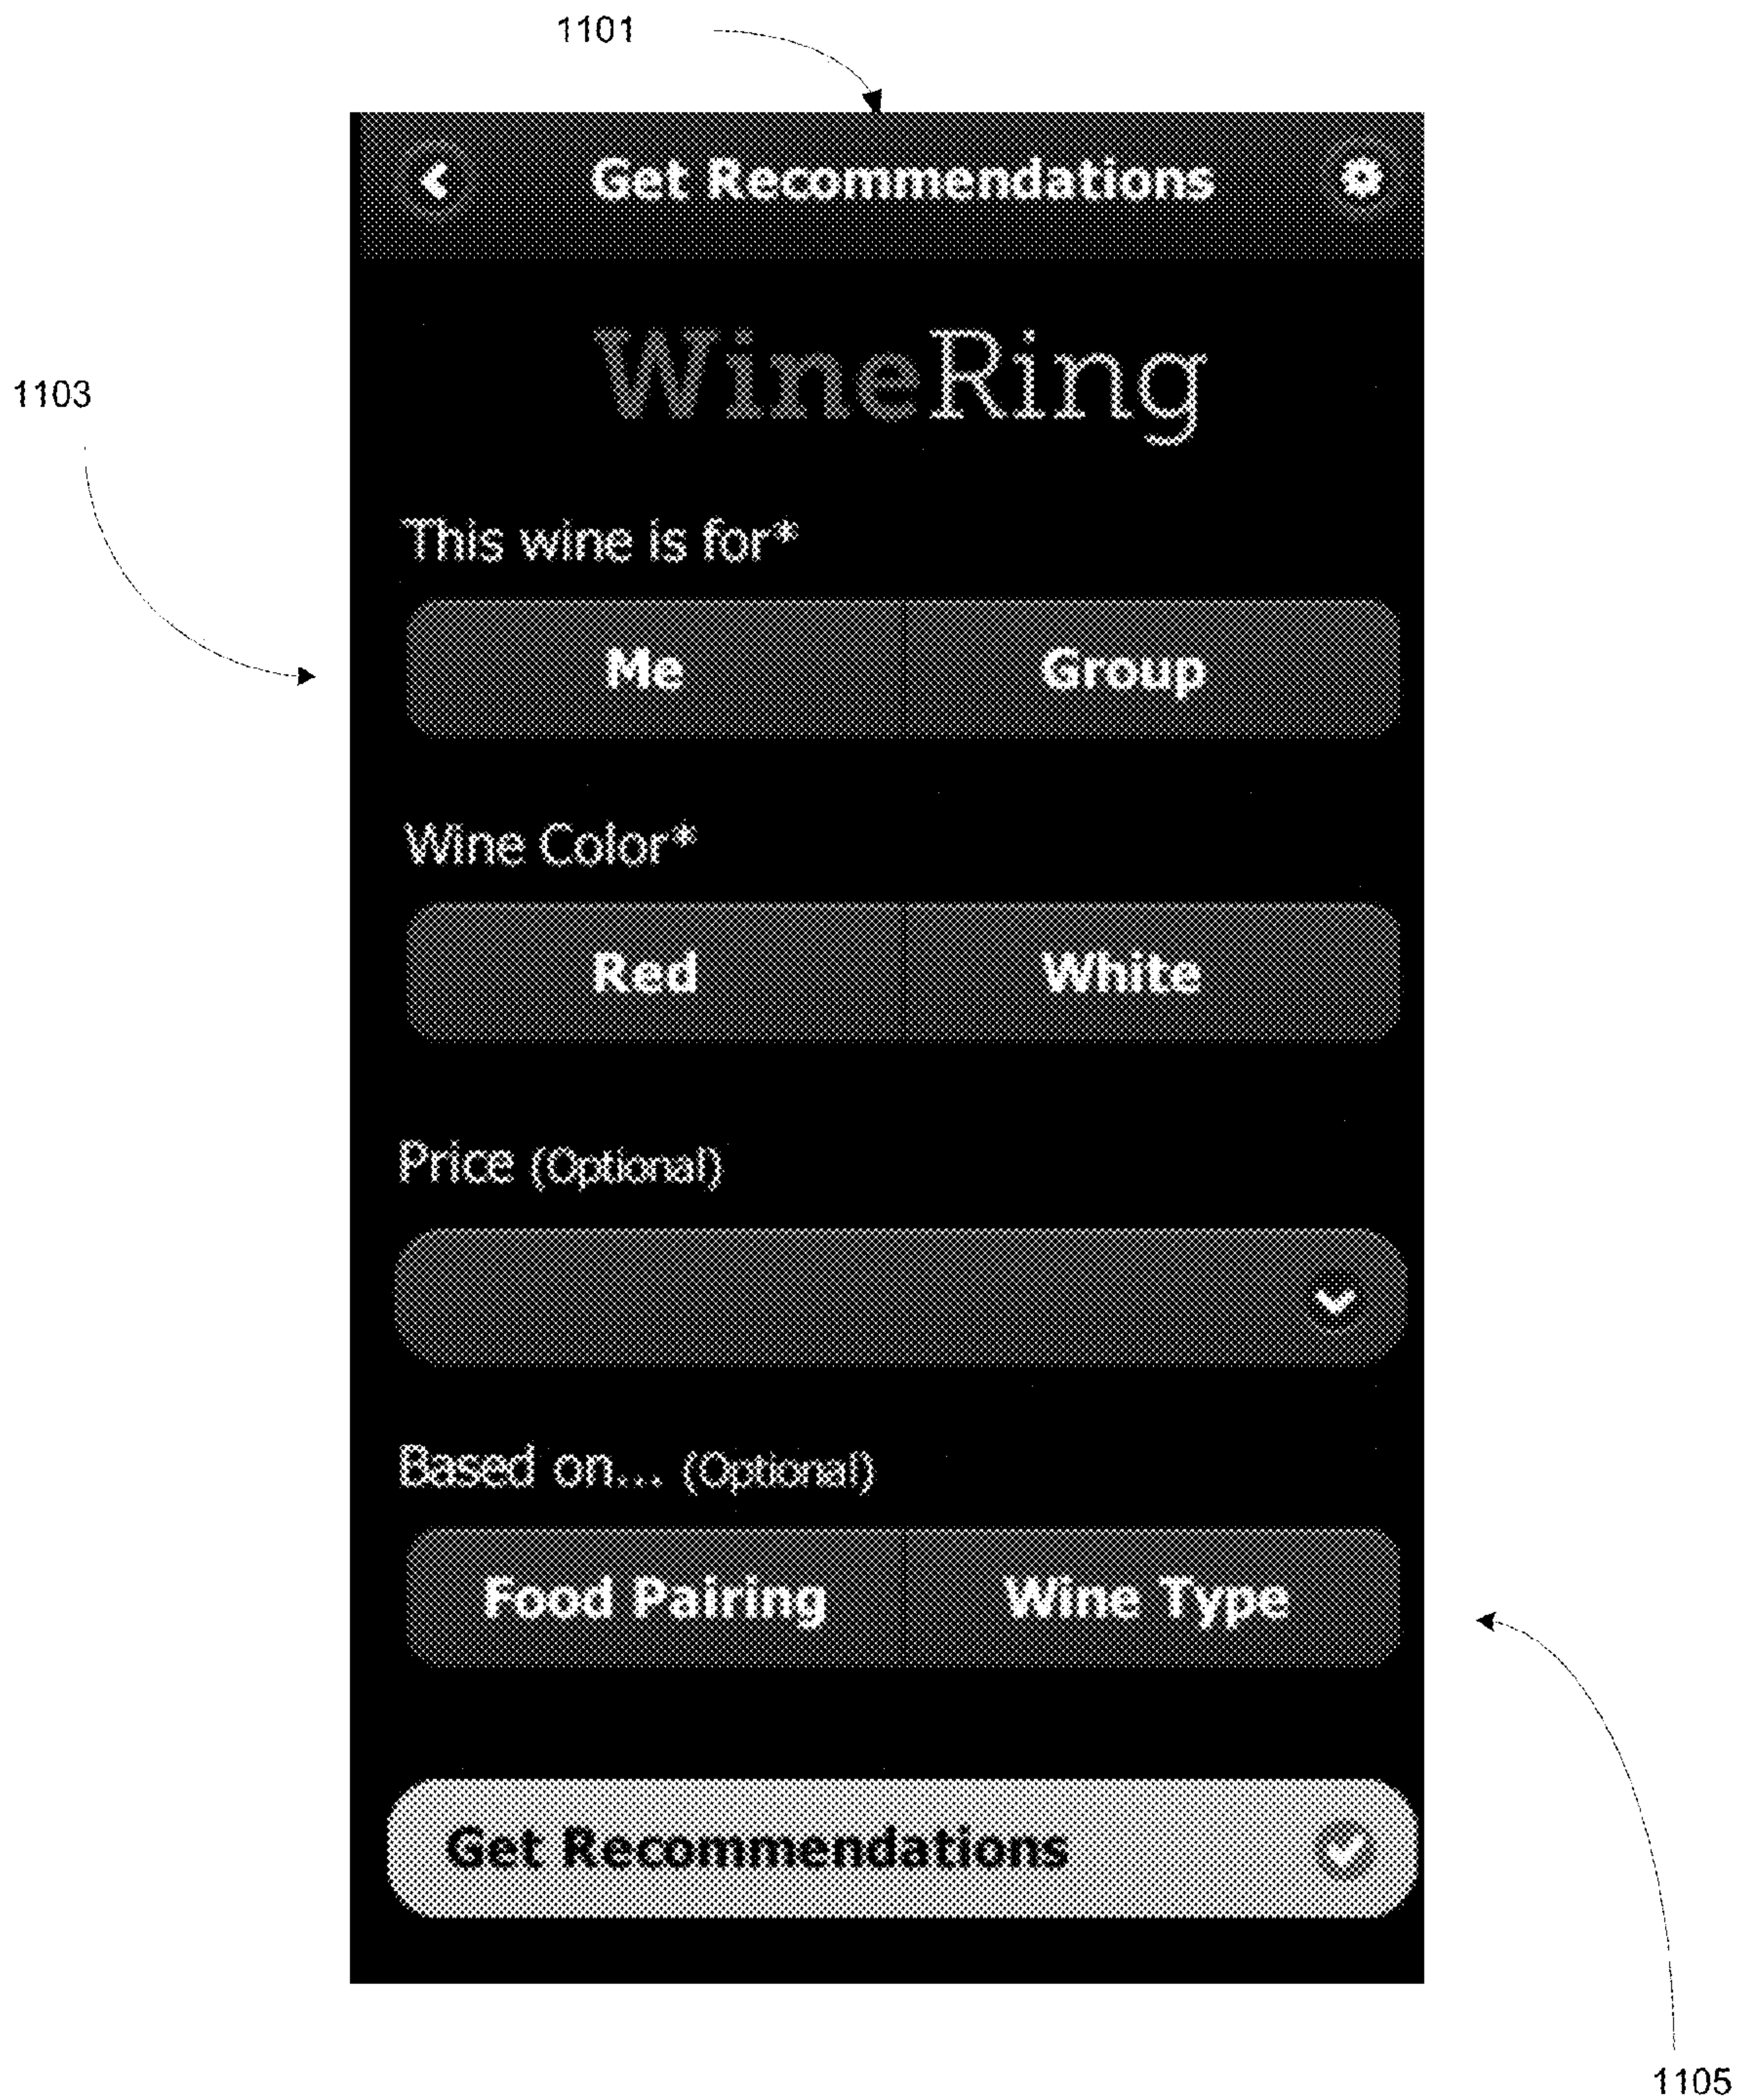 1101
Get Recommendations
WineRing
1103
This wine is for*
Me Group
Wine Color*
Red White
Price (Optional)
Based on... (Optional)
Food Pairing Wine Type
Get Recommendations
1105